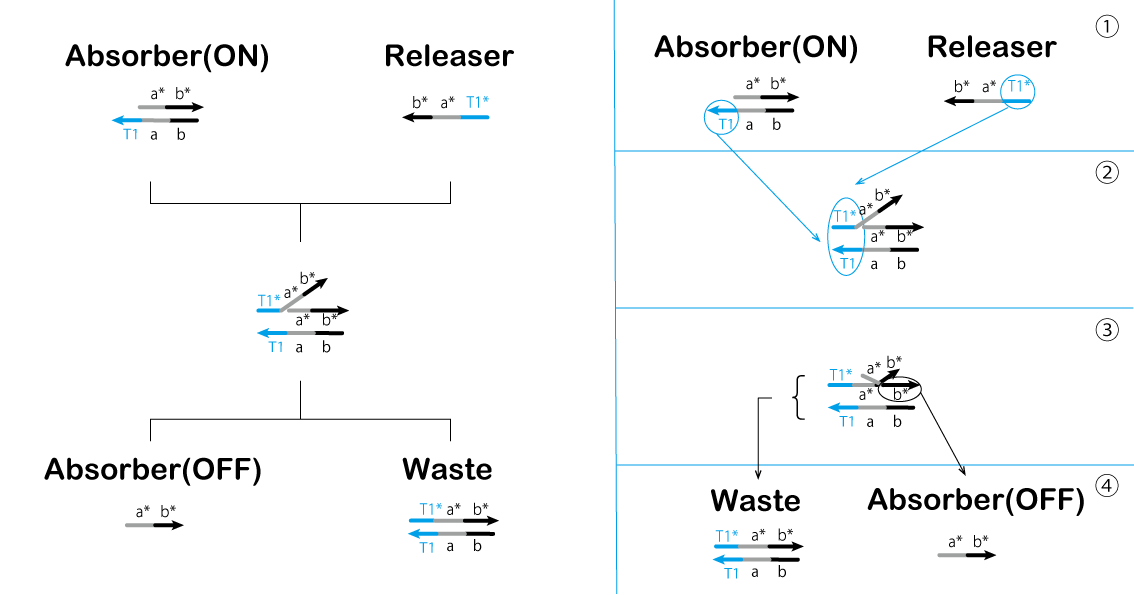 Absorber(ON)
Releaser
a* b*
T1 a b
b* a* T1*
T1* a* b*
a* b*
T1 a b
Absorber(OFF)
Waste
a* b*
T1* a* b*
T1 a b
①
Absorber(ON)
Releaser
a* b*
T1 a b
b* a* T1*
②
T1* a* b*
a* b*
T1 a b
③
T1* a* b*
a* b*
T1 a b
④
Waste
Absorber(OFF)
T1* a* b*
T1 a b
a* b*